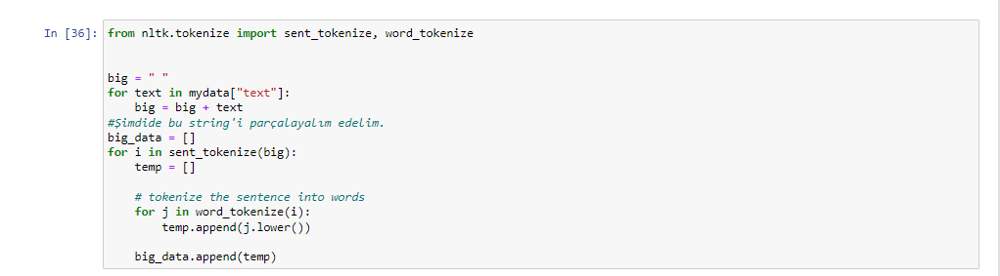 In [36]: from nltk.tokenize import sent_tokenize, word_tokenize
big = " "
for text in mydata["text"]:
    big = big + text
#Şimdide bu string'i parçalayalım edelim.
big_data = []
for i in sent_tokenize(big):
    temp = []
    # tokenize the sentence into words
    for j in word_tokenize(i):
        temp.append(j.lower())
    big_data.append(temp)